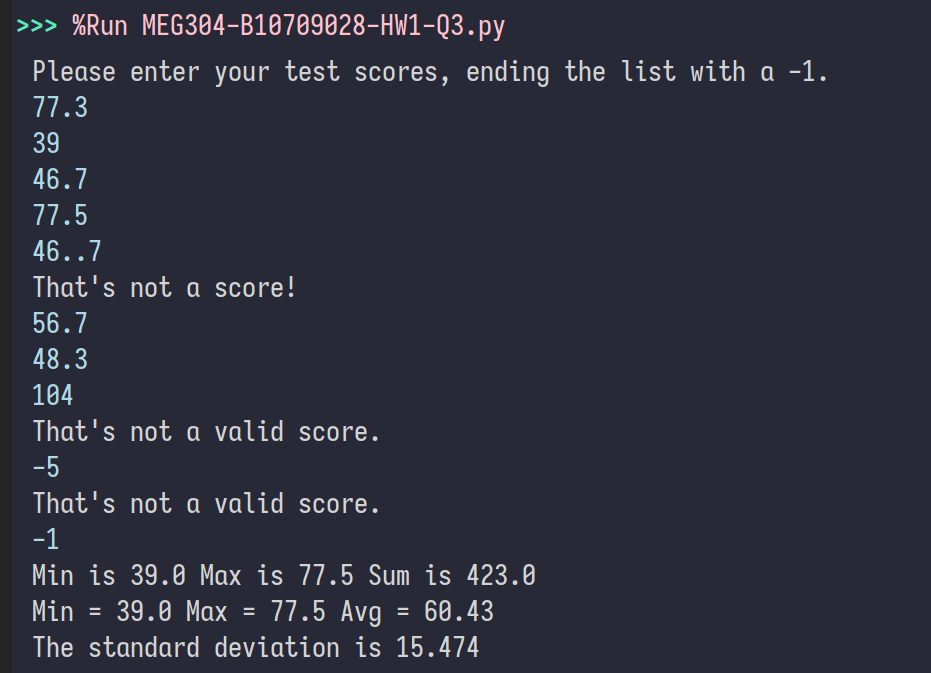 >>> %Run MEG304-B10709028-HW1-Q3.py
Please enter your test scores, ending the list with a -1.
77.3
39
46.7
77.5
46..7
That's not a score!
56.7
48.3
104
That's not a valid score.
-5
That's not a valid score.
-1
Min is 39.0 Max is 77.5 Sum is 423.0
Min = 39.0 Max = 77.5 Avg = 60.43
The standard deviation is 15.474